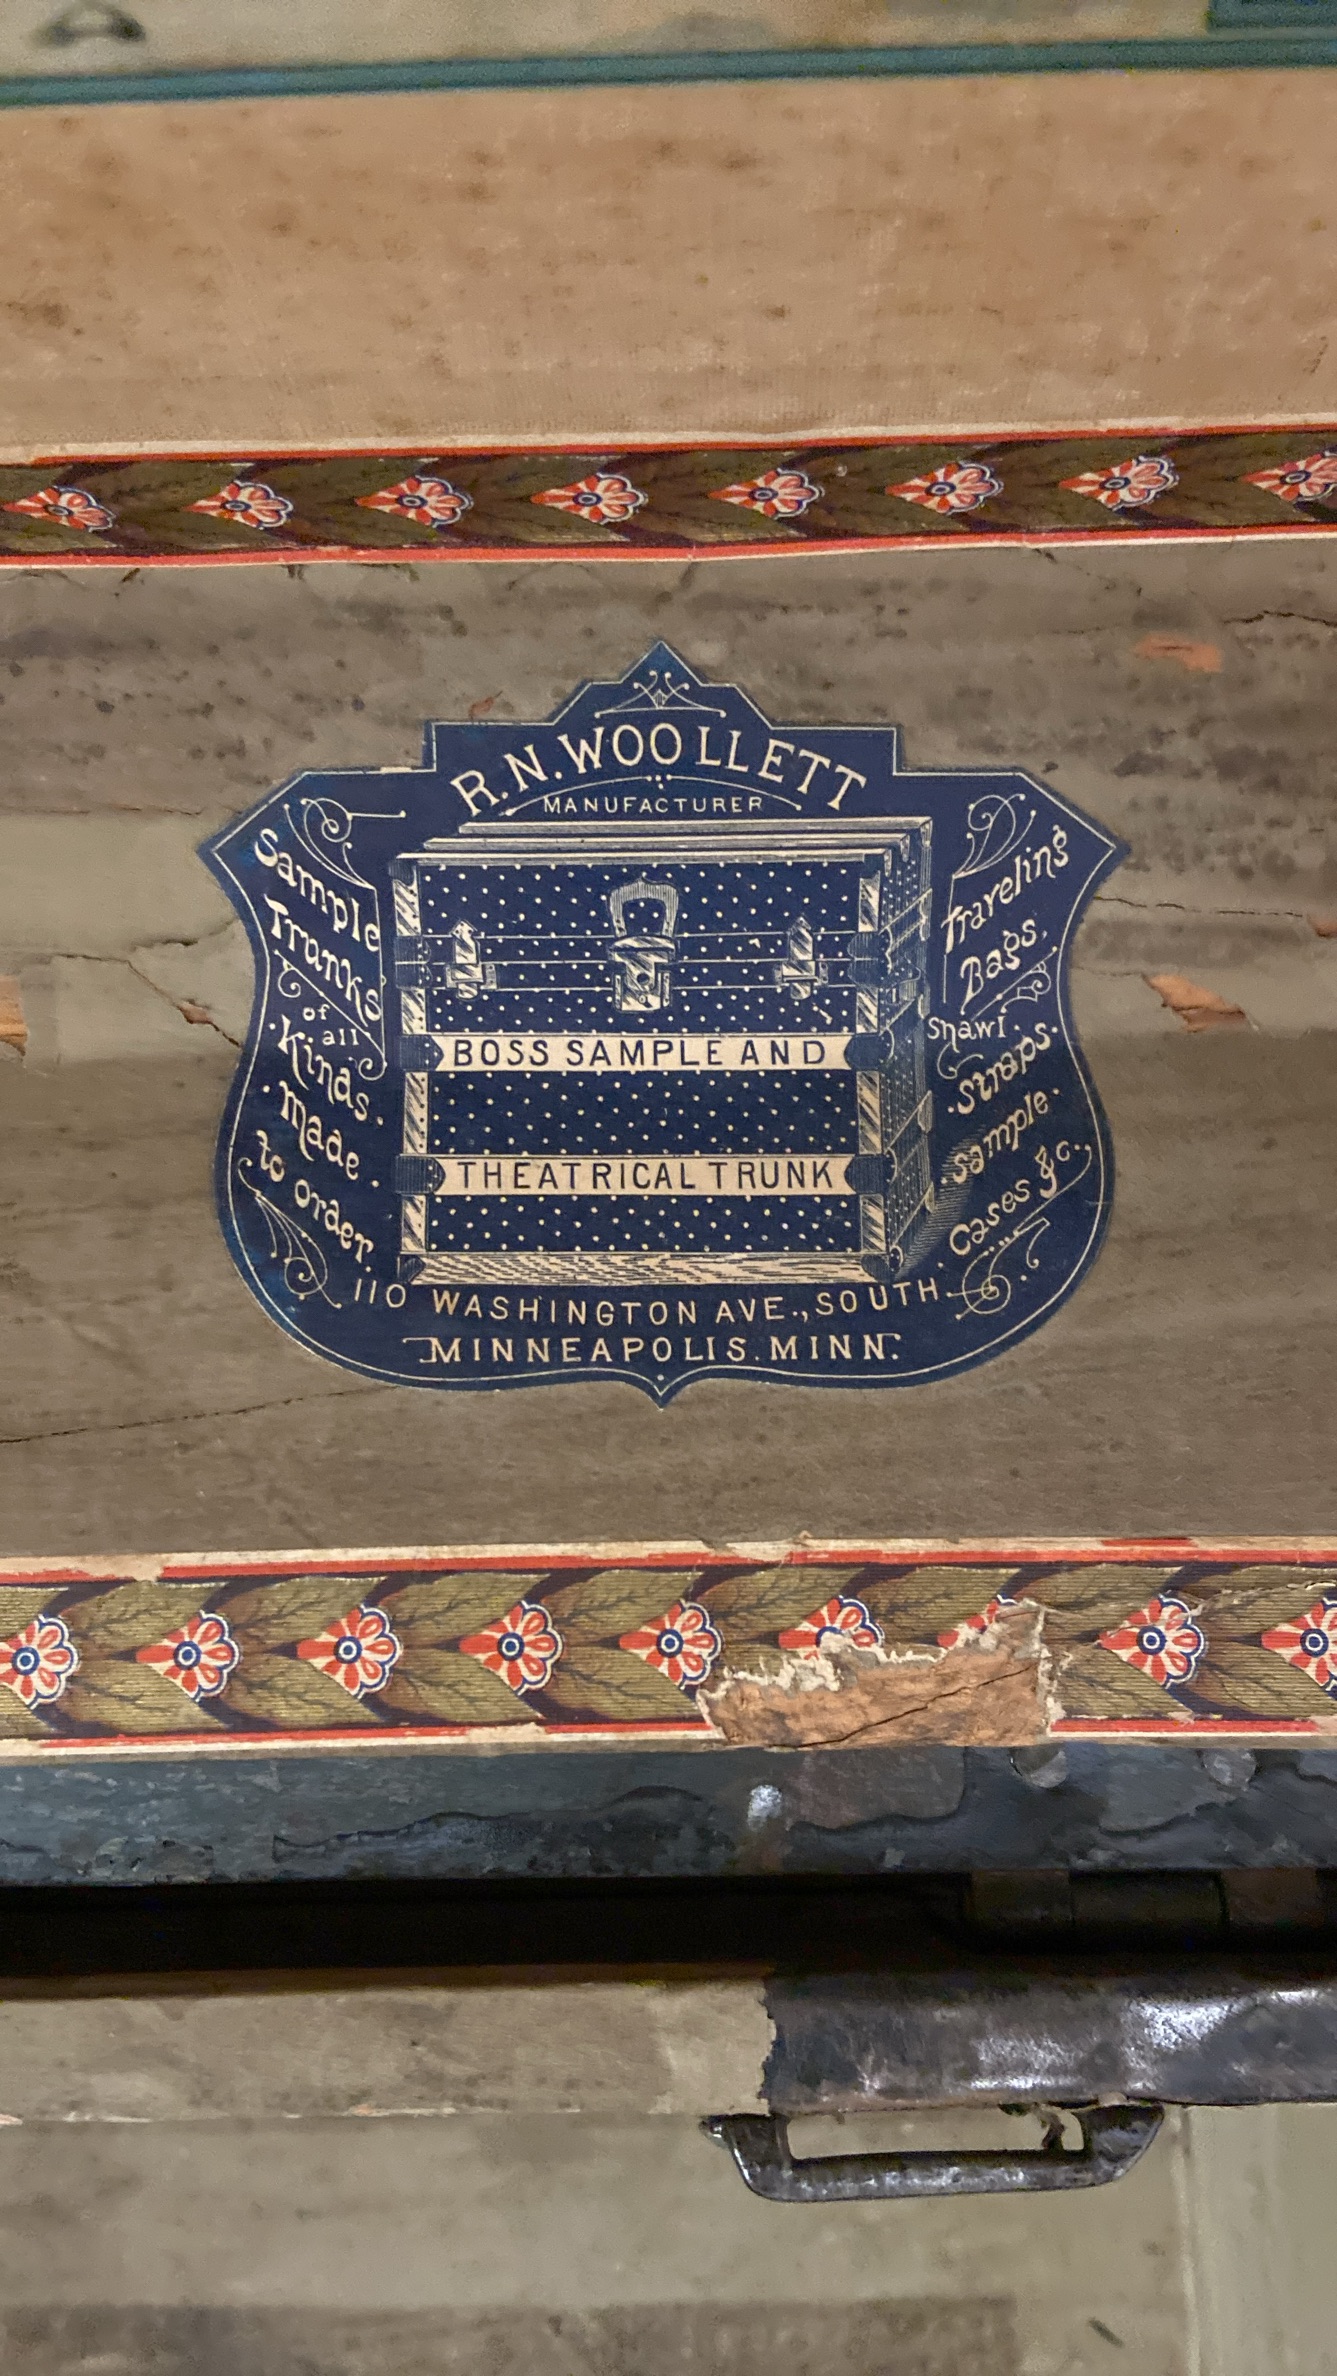 R.N. WOOLLETT
MANUFACTURER
Sample
Trunks
of
all
Kinds.
Made.
to order.
BOSS SAMPLE AND
THEATRICAL TRUNK
Traveling
Bags,
Shawl
Straps.
Sample
Cases &c.
110 WASHINGTON AVE., SOUTH.
MINNEAPOLIS. MINN.